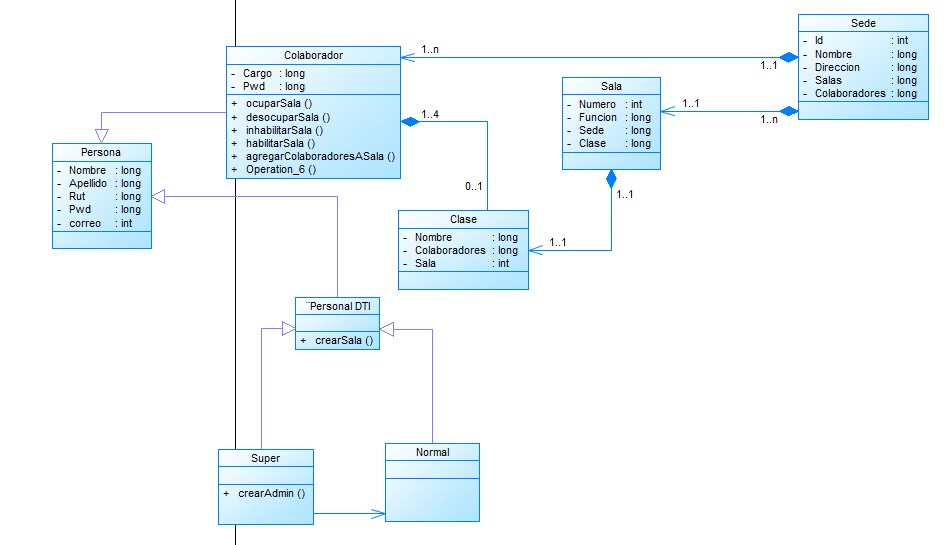 Sede
- Id : int
- Nombre : long
- Direccion : long
- Salas : long
- Colaboradores : long
1..n
1..1
1..1
1..n
Colaborador
- Cargo : long
- Pwd : long
+ ocuparSala ()
+ desocuparSala ()
+ inhabilitarSala ()
+ habilitarSala ()
+ agregarColaboradoresASala ()
+ Operation_6 ()
Sala
- Numero : int
- Funcion : long
- Sede : long
- Clase : long
1..4
0..1
1..1
1..1
Persona
- Nombre : long
- Apellido : long
- Rut : long
- Pwd : long
- correo : int
Clase
- Nombre : long
- Colaboradores : long
- Sala : int
¨Personal DTI
+ crearSala ()
Super
+ crearAdmin ()
Normal